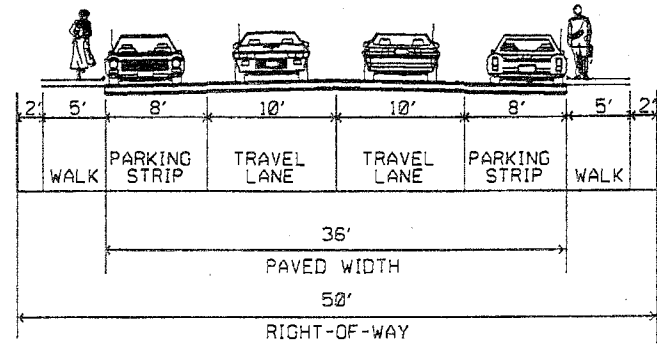 2' 5' 8' 10' 10' 8' 5' 2'
WALK PARKING STRIP TRAVEL LANE TRAVEL LANE PARKING STRIP WALK
36'
PAVED WIDTH
50'
RIGHT-OF-WAY